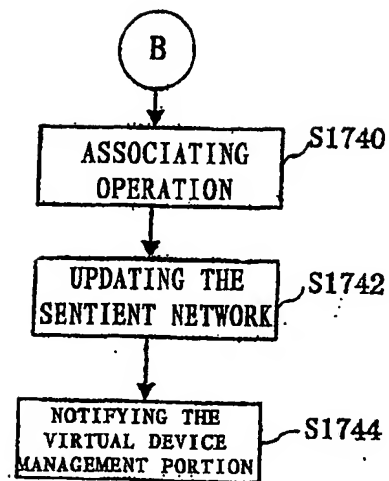 B
ASSOCIATING
OPERATION
S1740
UPDATING THE
SENTIENT NETWORK
S1742
NOTIFYING THE
VIRTUAL DEVICE
MANAGEMENT PORTION
S1744